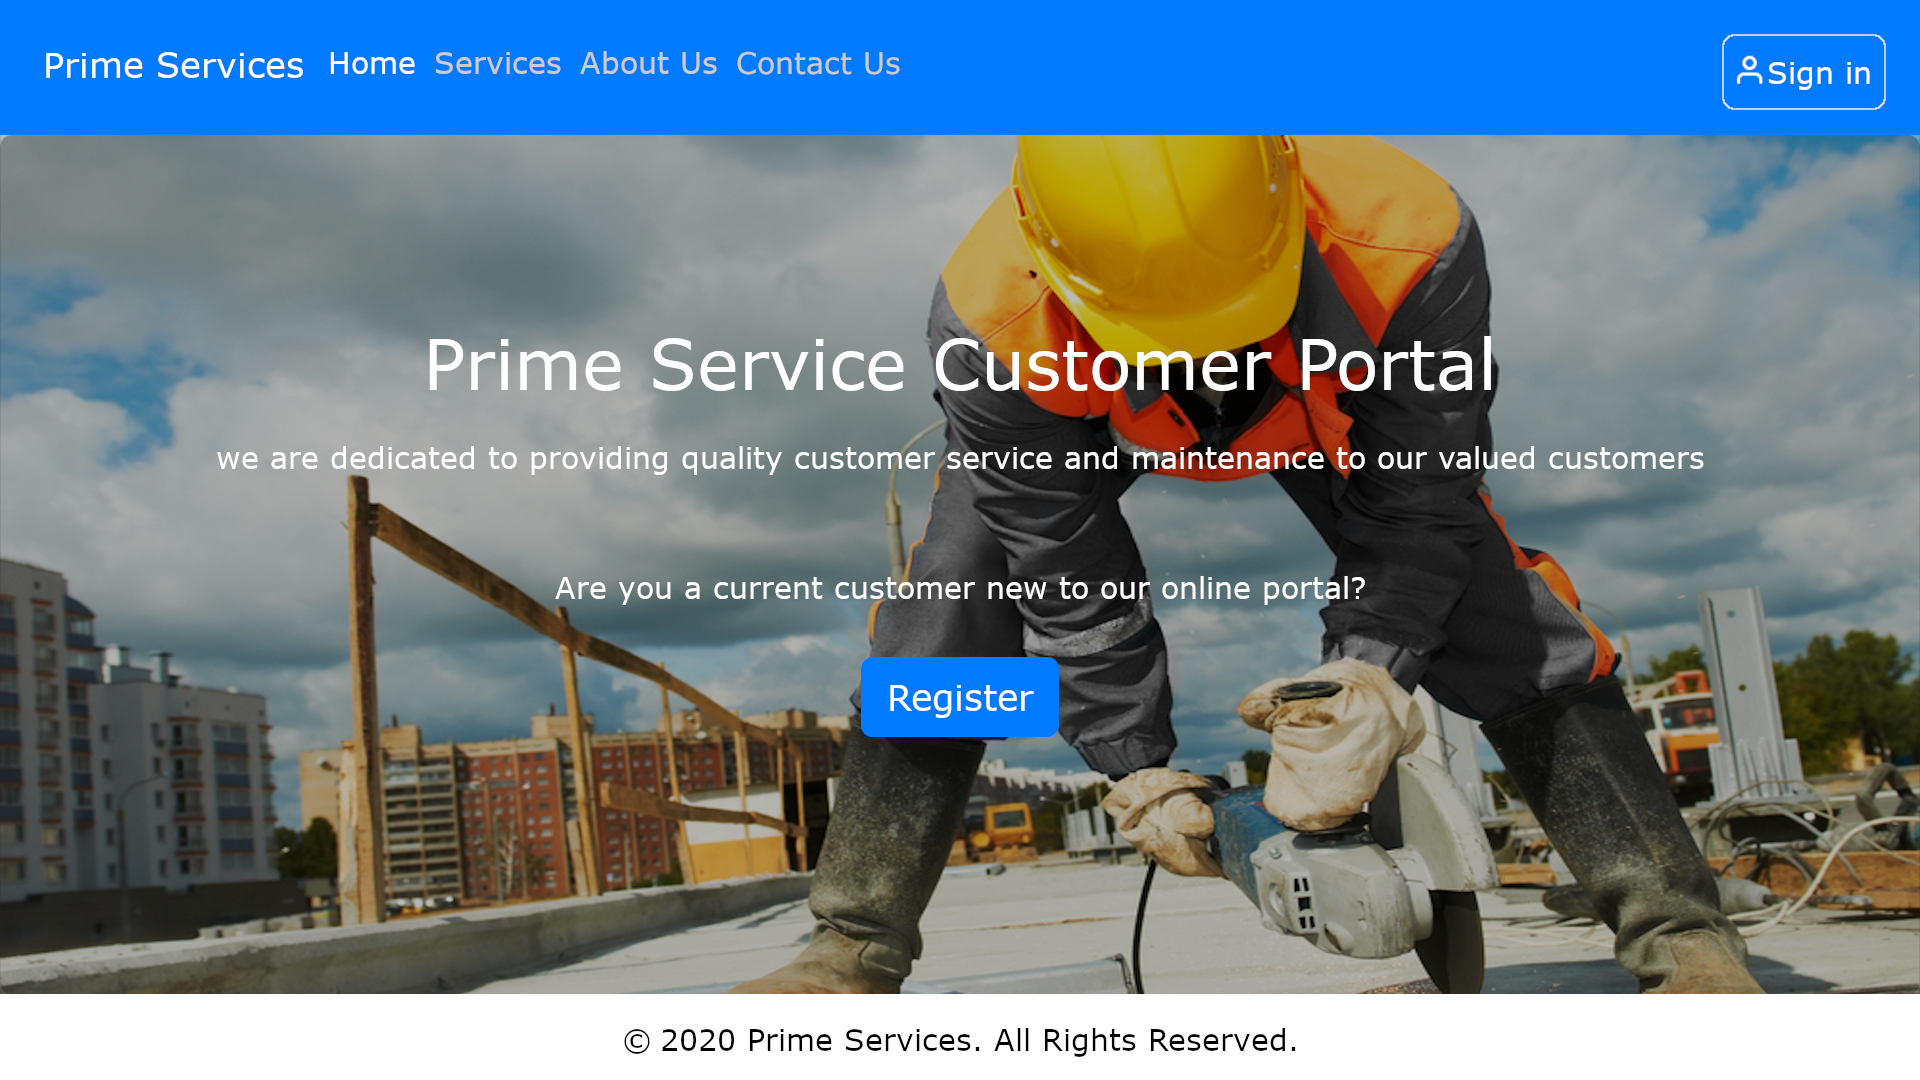 Prime Services Home Services About Us Contact Us Sign in
Prime Service Customer Portal
we are dedicated to providing quality customer service and maintenance to our valued customers
Are you a current customer new to our online portal?
Register
© 2020 Prime Services. All Rights Reserved.